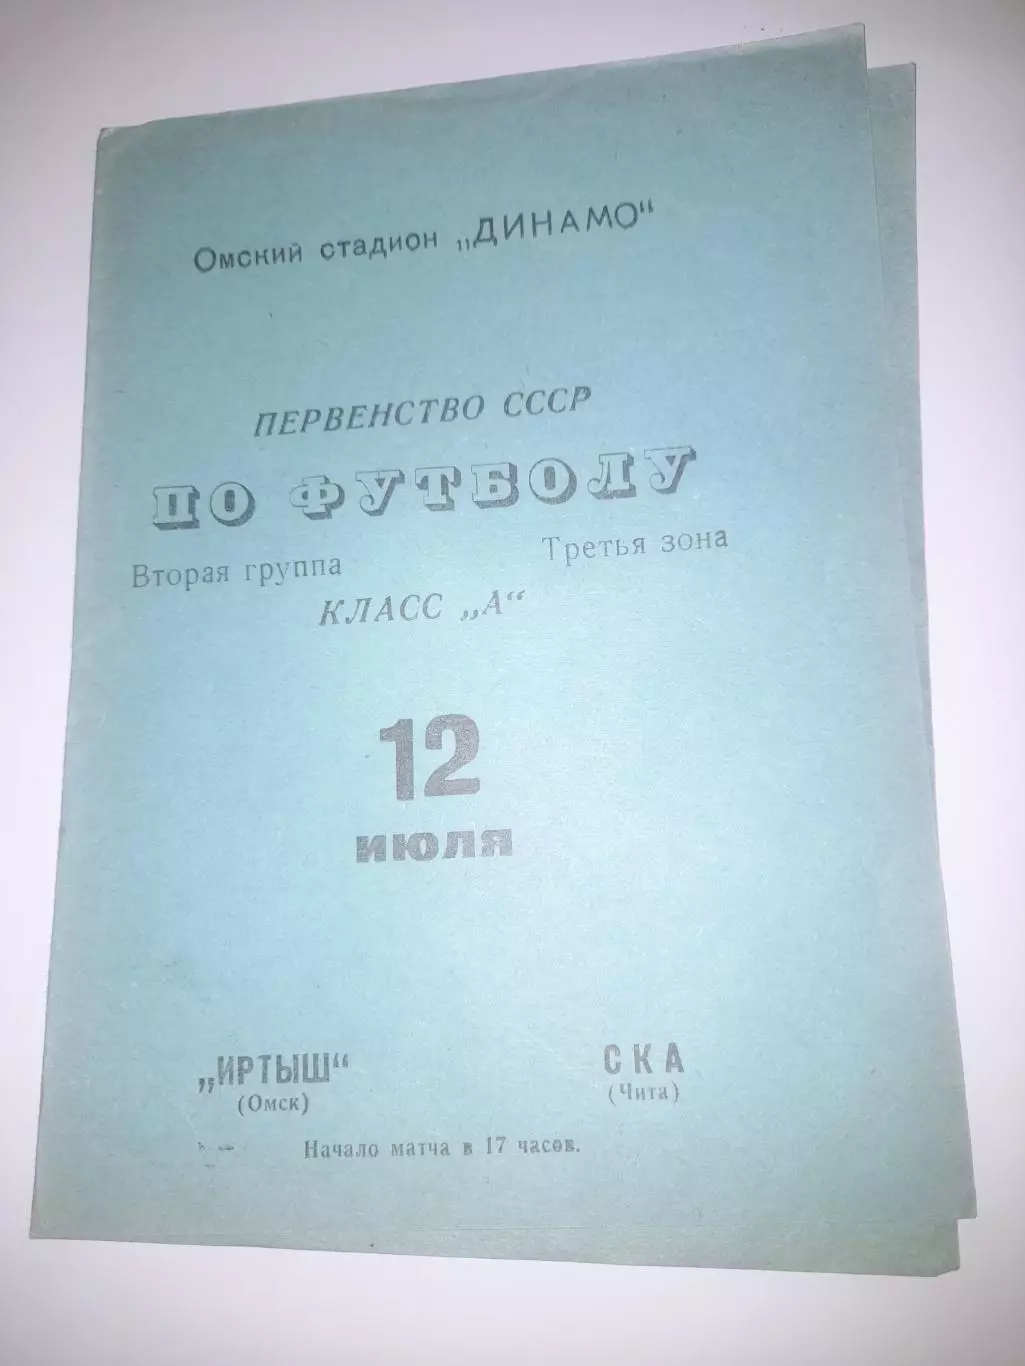 Омский стадион „ДИНАМО“
ПЕРВЕНСТВО СССР
ПО ФУТБОЛУ
Вторая группа Третья зона
КЛАСС „А“
12
июля
„ИРТЫШ“ СКА
(Омск) (Чита)
Начало матча в 17 часов.